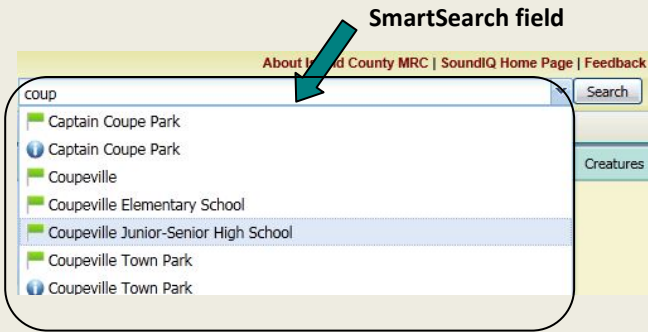 SmartSearch field
About Island County MRC | SoundIQ Home Page | Feedback
coup
Search
Captain Coupe Park
Captain Coupe Park
Creatures
Coupeville
Coupeville Elementary School
Coupeville Junior-Senior High School
Coupeville Town Park
Coupeville Town Park